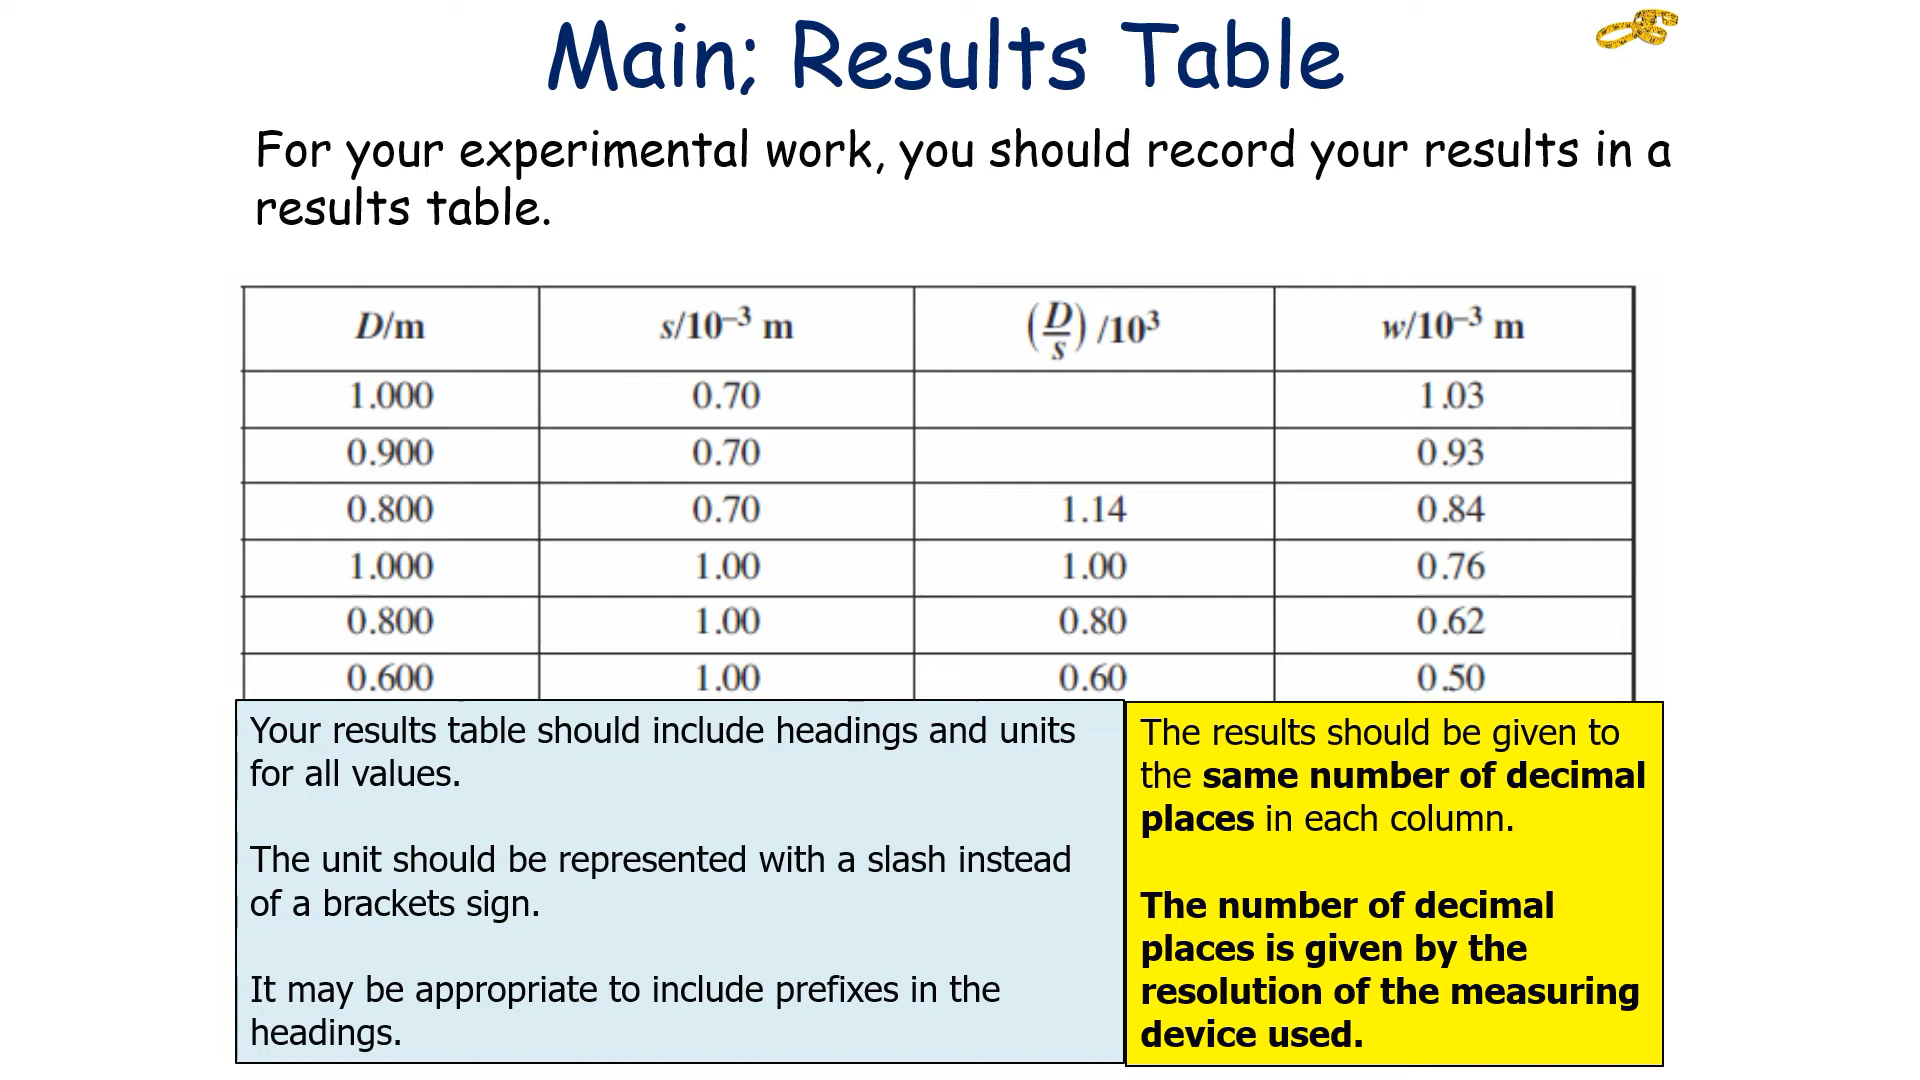 Main; Results Table
For your experimental work, you should record your results in a
results table.
D/m s/10⁻³ m (D/s) /10³ w/10⁻³ m
1.000 0.70 1.03
0.900 0.70 0.93
0.800 0.70 1.14 0.84
1.000 1.00 1.00 0.76
0.800 1.00 0.80 0.62
0.600 1.00 0.60 0.50
Your results table should include headings and units
for all values.
The unit should be represented with a slash instead
of a brackets sign.
It may be appropriate to include prefixes in the
headings.
The results should be given to
the same number of decimal
places in each column.
The number of decimal
places is given by the
resolution of the measuring
device used.